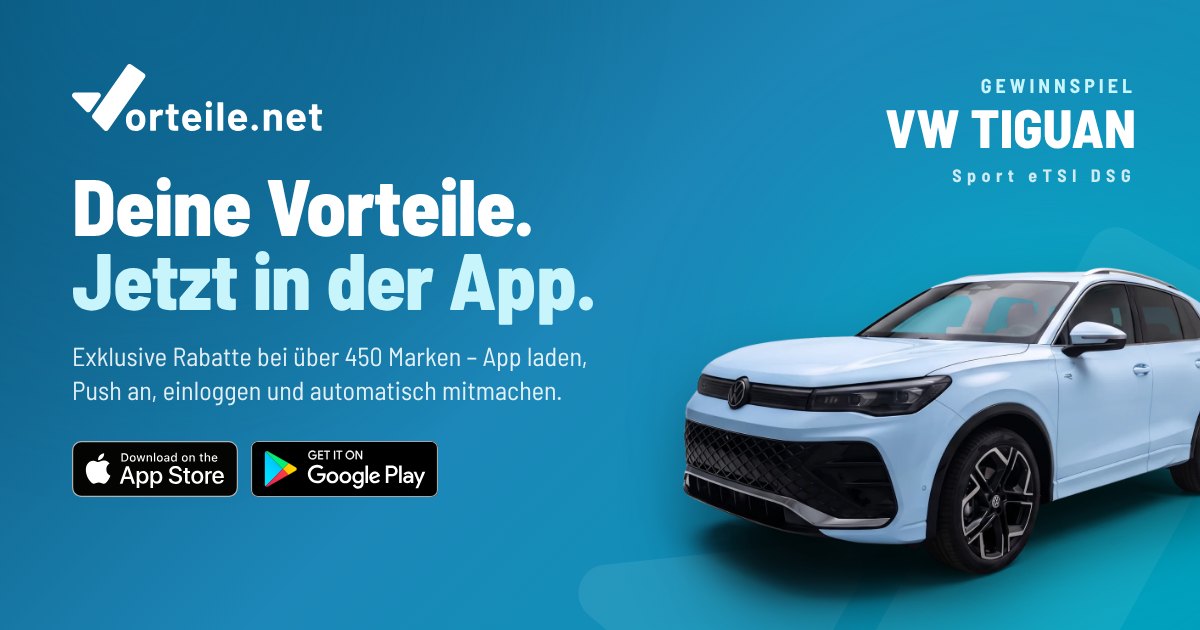 Vorteile.net
Deine Vorteile.
Jetzt in der App.
Exklusive Rabatte bei über 450 Marken – App laden,
Push an, einloggen und automatisch mitmachen.
Download on the
App Store
GET IT ON
Google Play
GEWINNSPIEL
VW TIGUAN
Sport eTSI DSG